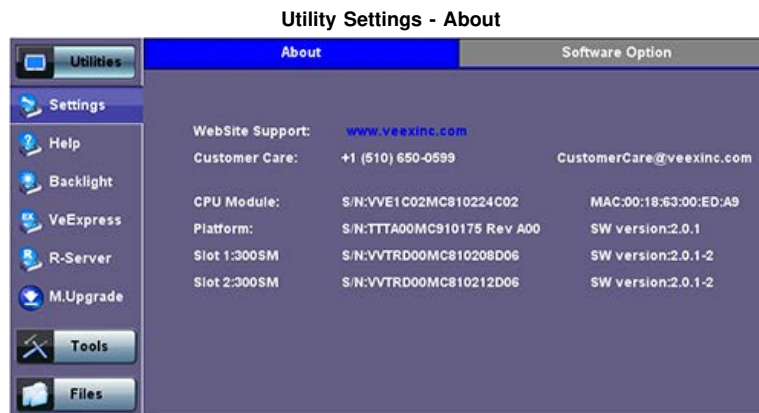 Utility Settings - About
Utilities
About
Software Option
Settings
Help
Backlight
VeExpress
R-Server
M.Upgrade
Tools
Files
WebSite Support: www.veexinc.com
Customer Care: +1 (510) 650-0599 CustomerCare@veexinc.com
CPU Module: S/N:VVE1C02MC810224C02 MAC:00:18:63:00:ED:A9
Platform: S/N:TTTA00MC910175 Rev A00 SW version:2.0.1
Slot 1:300SM S/N:VVTRD00MC810208D06 SW version:2.0.1-2
Slot 2:300SM S/N:VVTRD00MC810212D06 SW version:2.0.1-2